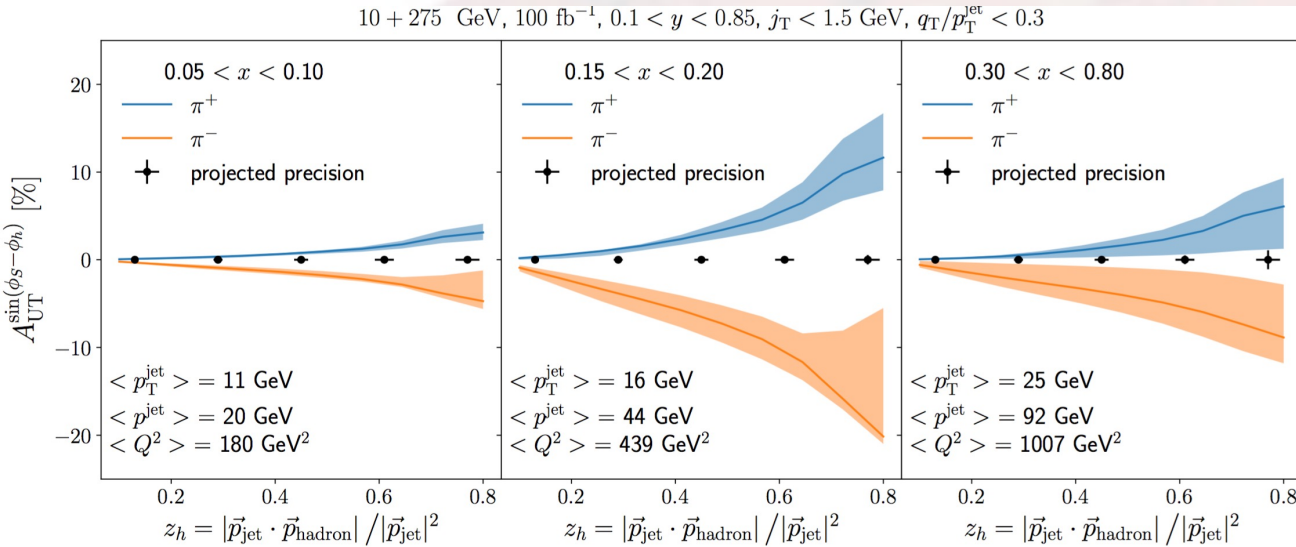 10 + 275 GeV, 100 fb⁻¹, 0.1 < y < 0.85, j_T < 1.5 GeV, q_T/p_T^jet < 0.3
A_UT^sin(φ_S−φ_h) [%]
20
10
0
−10
−20
0.05 < x < 0.10
π⁺
π⁻
projected precision
< p_T^jet > = 11 GeV
< p^jet > = 20 GeV
< Q² > = 180 GeV²
0.2 0.4 0.6 0.8
z_h = |p⃗_jet · p⃗_hadron| / |p⃗_jet|²
0.15 < x < 0.20
π⁺
π⁻
projected precision
< p_T^jet > = 16 GeV
< p^jet > = 44 GeV
< Q² > = 439 GeV²
0.2 0.4 0.6 0.8
z_h = |p⃗_jet · p⃗_hadron| / |p⃗_jet|²
0.30 < x < 0.80
π⁺
π⁻
projected precision
< p_T^jet > = 25 GeV
< p^jet > = 92 GeV
< Q² > = 1007 GeV²
0.2 0.4 0.6 0.8
z_h = |p⃗_jet · p⃗_hadron| / |p⃗_jet|²